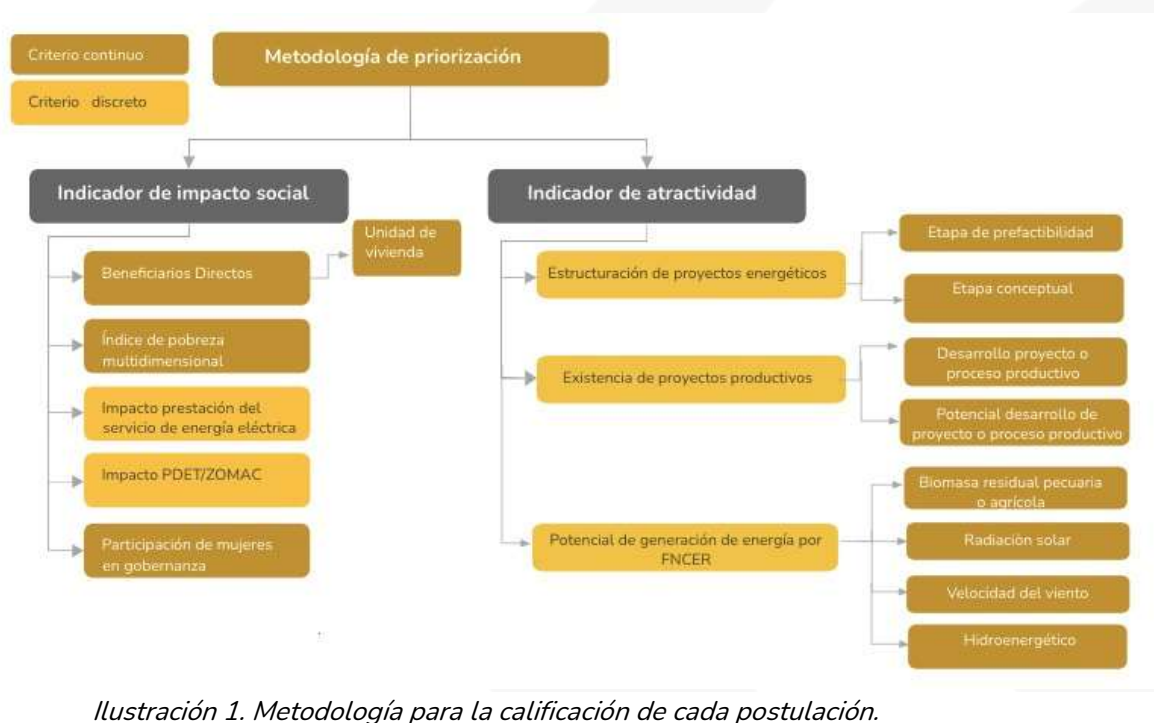 Criterio continuo
Metodología de priorización
Criterio discreto
Indicador de impacto social
Indicador de atractividad
Beneficiarios Directos
Unidad de
vivienda
Índice de pobreza
multidimensional
Impacto prestación del
servicio de energía eléctrica
Impacto PDET/ZOMAC
Participación de mujeres
en gobernanza
Estructuración de proyectos energéticos
Etapa de prefactibilidad
Etapa conceptual
Existencia de proyectos productivos
Desarrollo proyecto o
proceso productivo
Potencial desarrollo de
proyecto o proceso productivo
Potencial de generación de energía por
FNCER
Biomasa residual pecuaria
o agrícola
Radiación solar
Velocidad del viento
Hidroenergético
Ilustración 1. Metodología para la calificación de cada postulación.